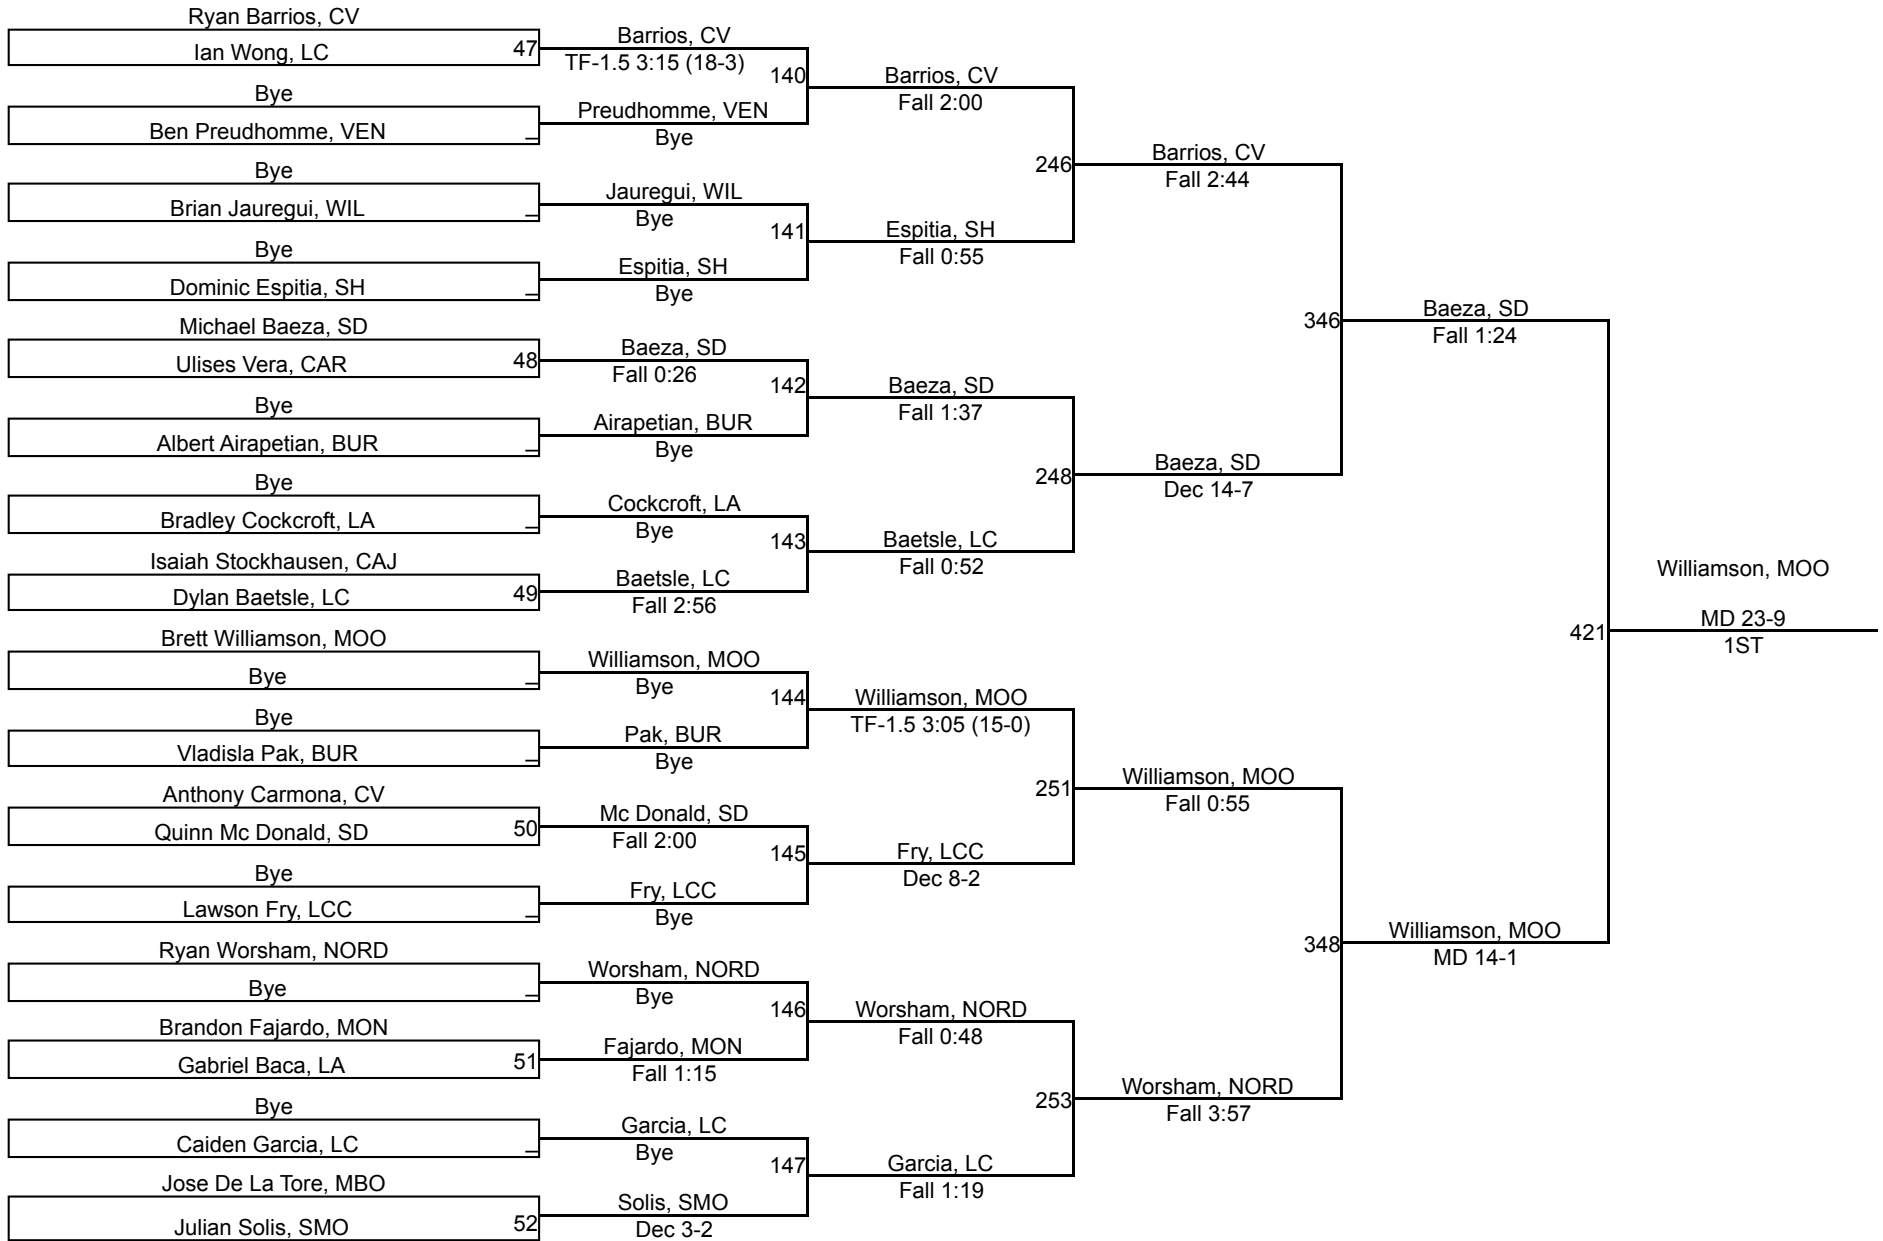 Ryan Barrios, CV
Ian Wong, LC 47
Bye
Ben Preudhomme, VEN _
Bye
Brian Jauregui, WIL _
Bye
Dominic Espitia, SH _
Michael Baeza, SD
Ulises Vera, CAR 48
Bye
Albert Airapetian, BUR _
Bye
Bradley Cockcroft, LA _
Isaiah Stockhausen, CAJ
Dylan Baetsle, LC 49
Brett Williamson, MOO
Bye _
Bye
Vladisla Pak, BUR _
Anthony Carmona, CV
Quinn Mc Donald, SD 50
Bye
Lawson Fry, LCC _
Ryan Worsham, NORD
Bye _
Brandon Fajardo, MON
Gabriel Baca, LA 51
Bye
Caiden Garcia, LC _
Jose De La Tore, MBO
Julian Solis, SMO 52
Barrios, CV
TF-1.5 3:15 (18-3)
140
Preudhomme, VEN
Bye
Jauregui, WIL
Bye
141
Espitia, SH
Bye
Baeza, SD
Fall 0:26
142
Airapetian, BUR
Bye
Cockcroft, LA
Bye
143
Baetsle, LC
Fall 2:56
Williamson, MOO
Bye
144
Pak, BUR
Bye
Mc Donald, SD
Fall 2:00
145
Fry, LCC
Bye
Worsham, NORD
Bye
146
Fajardo, MON
Fall 1:15
Garcia, LC
Bye
147
Solis, SMO
Dec 3-2
Barrios, CV
Fall 2:00
246
Espitia, SH
Fall 0:55
Baeza, SD
Fall 1:37
248
Baetsle, LC
Fall 0:52
Williamson, MOO
TF-1.5 3:05 (15-0)
251
Fry, LCC
Dec 8-2
Worsham, NORD
Fall 0:48
253
Garcia, LC
Fall 1:19
Barrios, CV
Fall 2:44
346
Baeza, SD
Dec 14-7
Williamson, MOO
Fall 0:55
348
Worsham, NORD
Fall 3:57
Baeza, SD
Fall 1:24
421
Williamson, MOO
MD 14-1
Williamson, MOO
MD 23-9
1ST